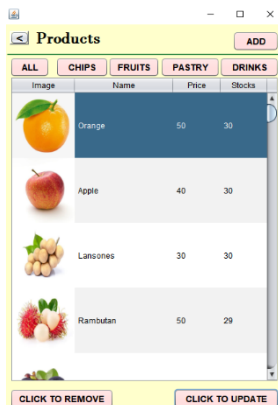 < Products ADD
ALL CHIPS FRUITS PASTRY DRINKS
Image Name Price Stocks
Orange 50 30
Apple 40 30
Lansones 30 30
Rambutan 50 29
CLICK TO REMOVE CLICK TO UPDATE